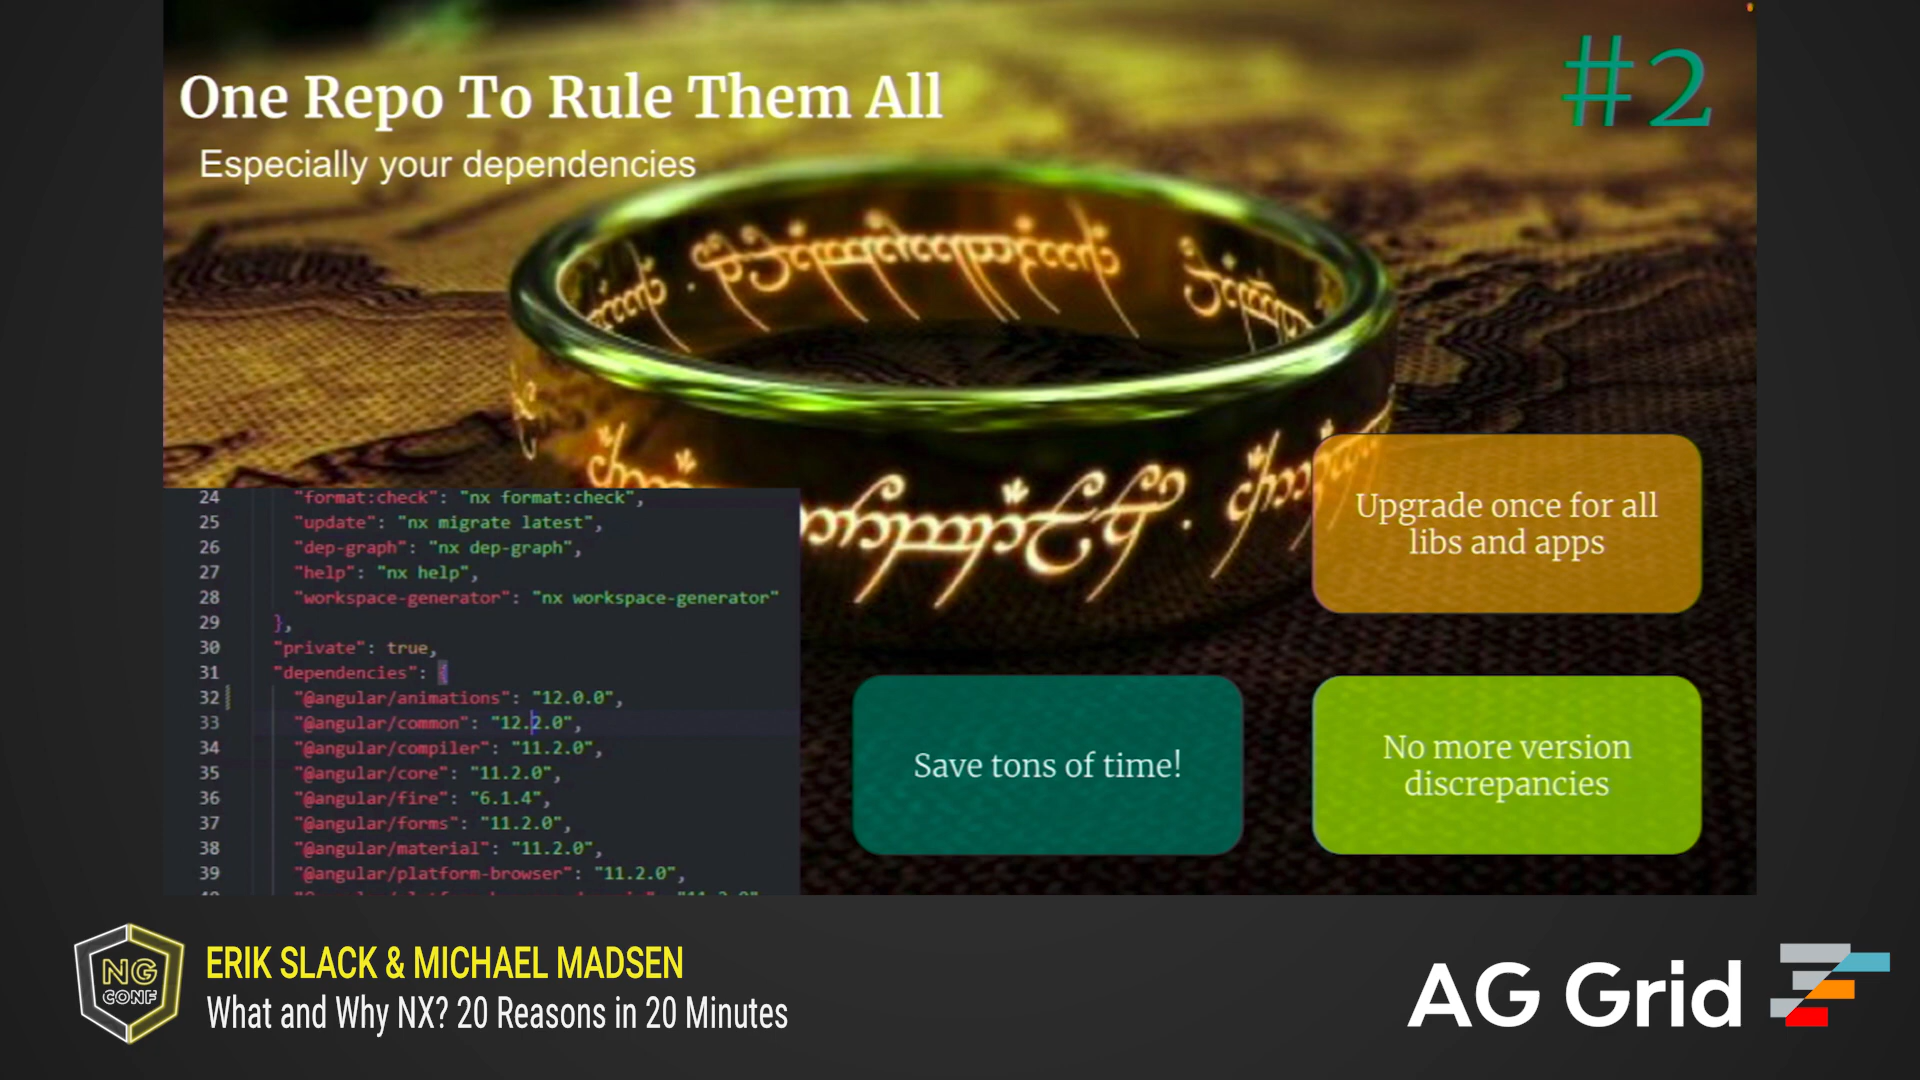 One Repo To Rule Them All
#2
Especially your dependencies
24 "format:check": "nx format:check",
25 "update": "nx migrate latest",
26 "dep-graph": "nx dep-graph",
27 "help": "nx help",
28 "workspace-generator": "nx workspace-generator"
29 },
30 "private": true,
31 "dependencies": {
32 "@angular/animations": "12.0.0",
33 "@angular/common": "12.2.0",
34 "@angular/compiler": "11.2.0",
35 "@angular/core": "11.2.0",
36 "@angular/fire": "6.1.4",
37 "@angular/forms": "11.2.0",
38 "@angular/material": "11.2.0",
39 "@angular/platform-browser": "11.2.0",
Upgrade once for all
libs and apps
Save tons of time!
No more version
discrepancies
NG
CONF
ERIK SLACK & MICHAEL MADSEN
What and Why NX? 20 Reasons in 20 Minutes
AG Grid